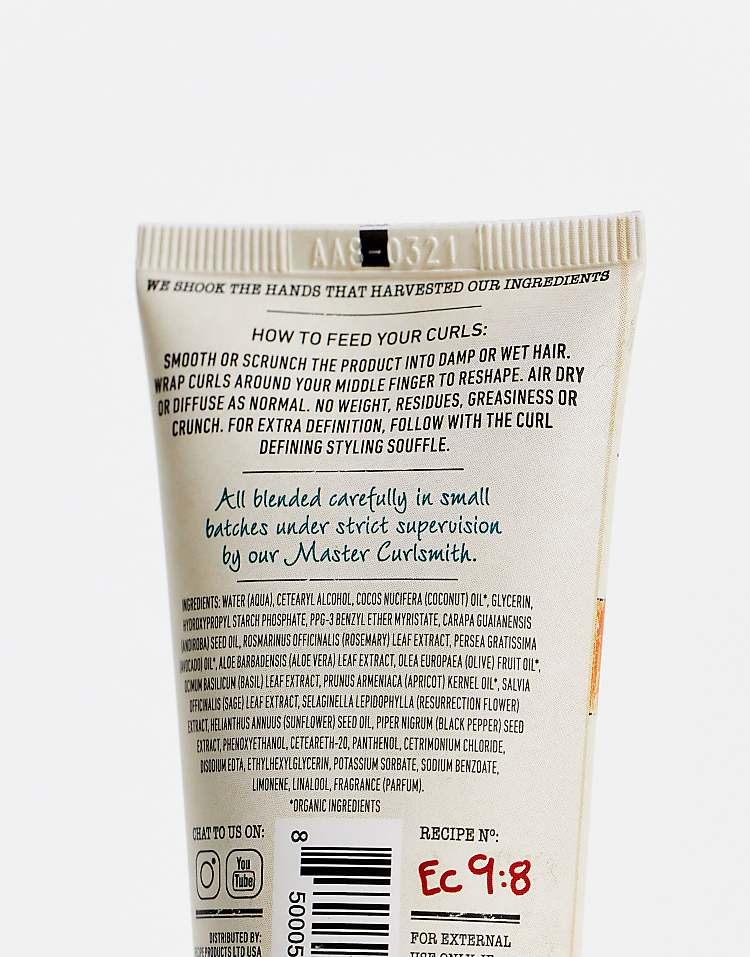 AA8-0321
WE SHOOK THE HANDS THAT HARVESTED OUR INGREDIENTS
HOW TO FEED YOUR CURLS:
SMOOTH OR SCRUNCH THE PRODUCT INTO DAMP OR WET HAIR.
WRAP CURLS AROUND YOUR MIDDLE FINGER TO RESHAPE. AIR DRY
OR DIFFUSE AS NORMAL. NO WEIGHT, RESIDUES, GREASINESS OR
CRUNCH. FOR EXTRA DEFINITION, FOLLOW WITH THE CURL
DEFINING STYLING SOUFFLE.
All blended carefully in small
batches under strict supervision
by our Master Curlsmith.
INGREDIENTS: WATER (AQUA), CETEARYL ALCOHOL, COCOS NUCIFERA (COCONUT) OIL*, GLYCERIN,
HYDROXYPROPYL STARCH PHOSPHATE, PPG-3 BENZYL ETHER MYRISTATE, CARAPA GUAIANENSIS
(ANDIROBA) SEED OIL, ROSMARINUS OFFICINALIS (ROSEMARY) LEAF EXTRACT, PERSEA GRATISSIMA
(AVOCADO) OIL*, ALOE BARBADENSIS (ALOE VERA) LEAF EXTRACT, OLEA EUROPAEA (OLIVE) FRUIT OIL*,
OCIMUM BASILICUM (BASIL) LEAF EXTRACT, PRUNUS ARMENIACA (APRICOT) KERNEL OIL*, SALVIA
OFFICINALIS (SAGE) LEAF EXTRACT, SELAGINELLA LEPIDOPHYLLA (RESURRECTION FLOWER)
EXTRACT, HELIANTHUS ANNUUS (SUNFLOWER) SEED OIL, PIPER NIGRUM (BLACK PEPPER) SEED
EXTRACT, PHENOXYETHANOL, CETEARETH-20, PANTHENOL, CETRIMONIUM CHLORIDE,
DISODIUM EDTA, ETHYLHEXYLGLYCERIN, POTASSIUM SORBATE, SODIUM BENZOATE,
LIMONENE, LINALOOL, FRAGRANCE (PARFUM).
*ORGANIC INGREDIENTS
CHAT TO US ON:
You Tube
8 50005
RECIPE Nº:
Ec 9:8
DISTRIBUTED BY:
PRODUCTS LTD USA
FOR EXTERNAL